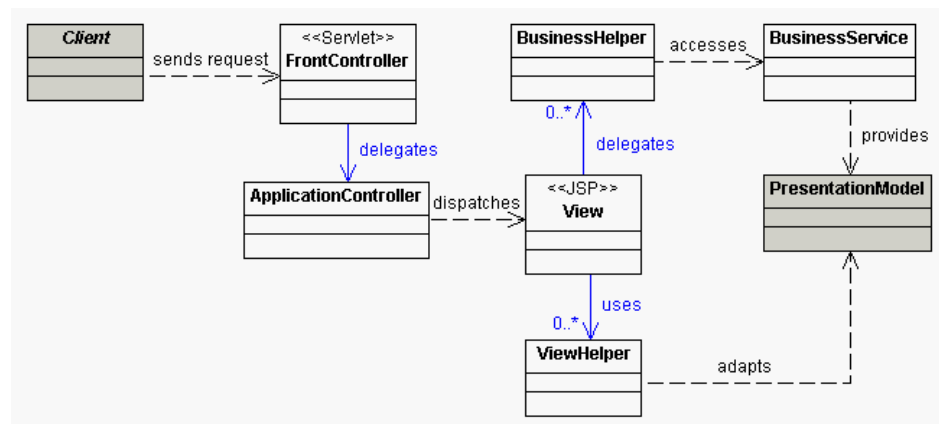 Client
sends request
<<Servlet>>
FrontController
BusinessHelper
accesses
BusinessService
0..*
delegates
delegates
provides
ApplicationController
dispatches
<<JSP>>
View
PresentationModel
uses
0..*
ViewHelper
adapts